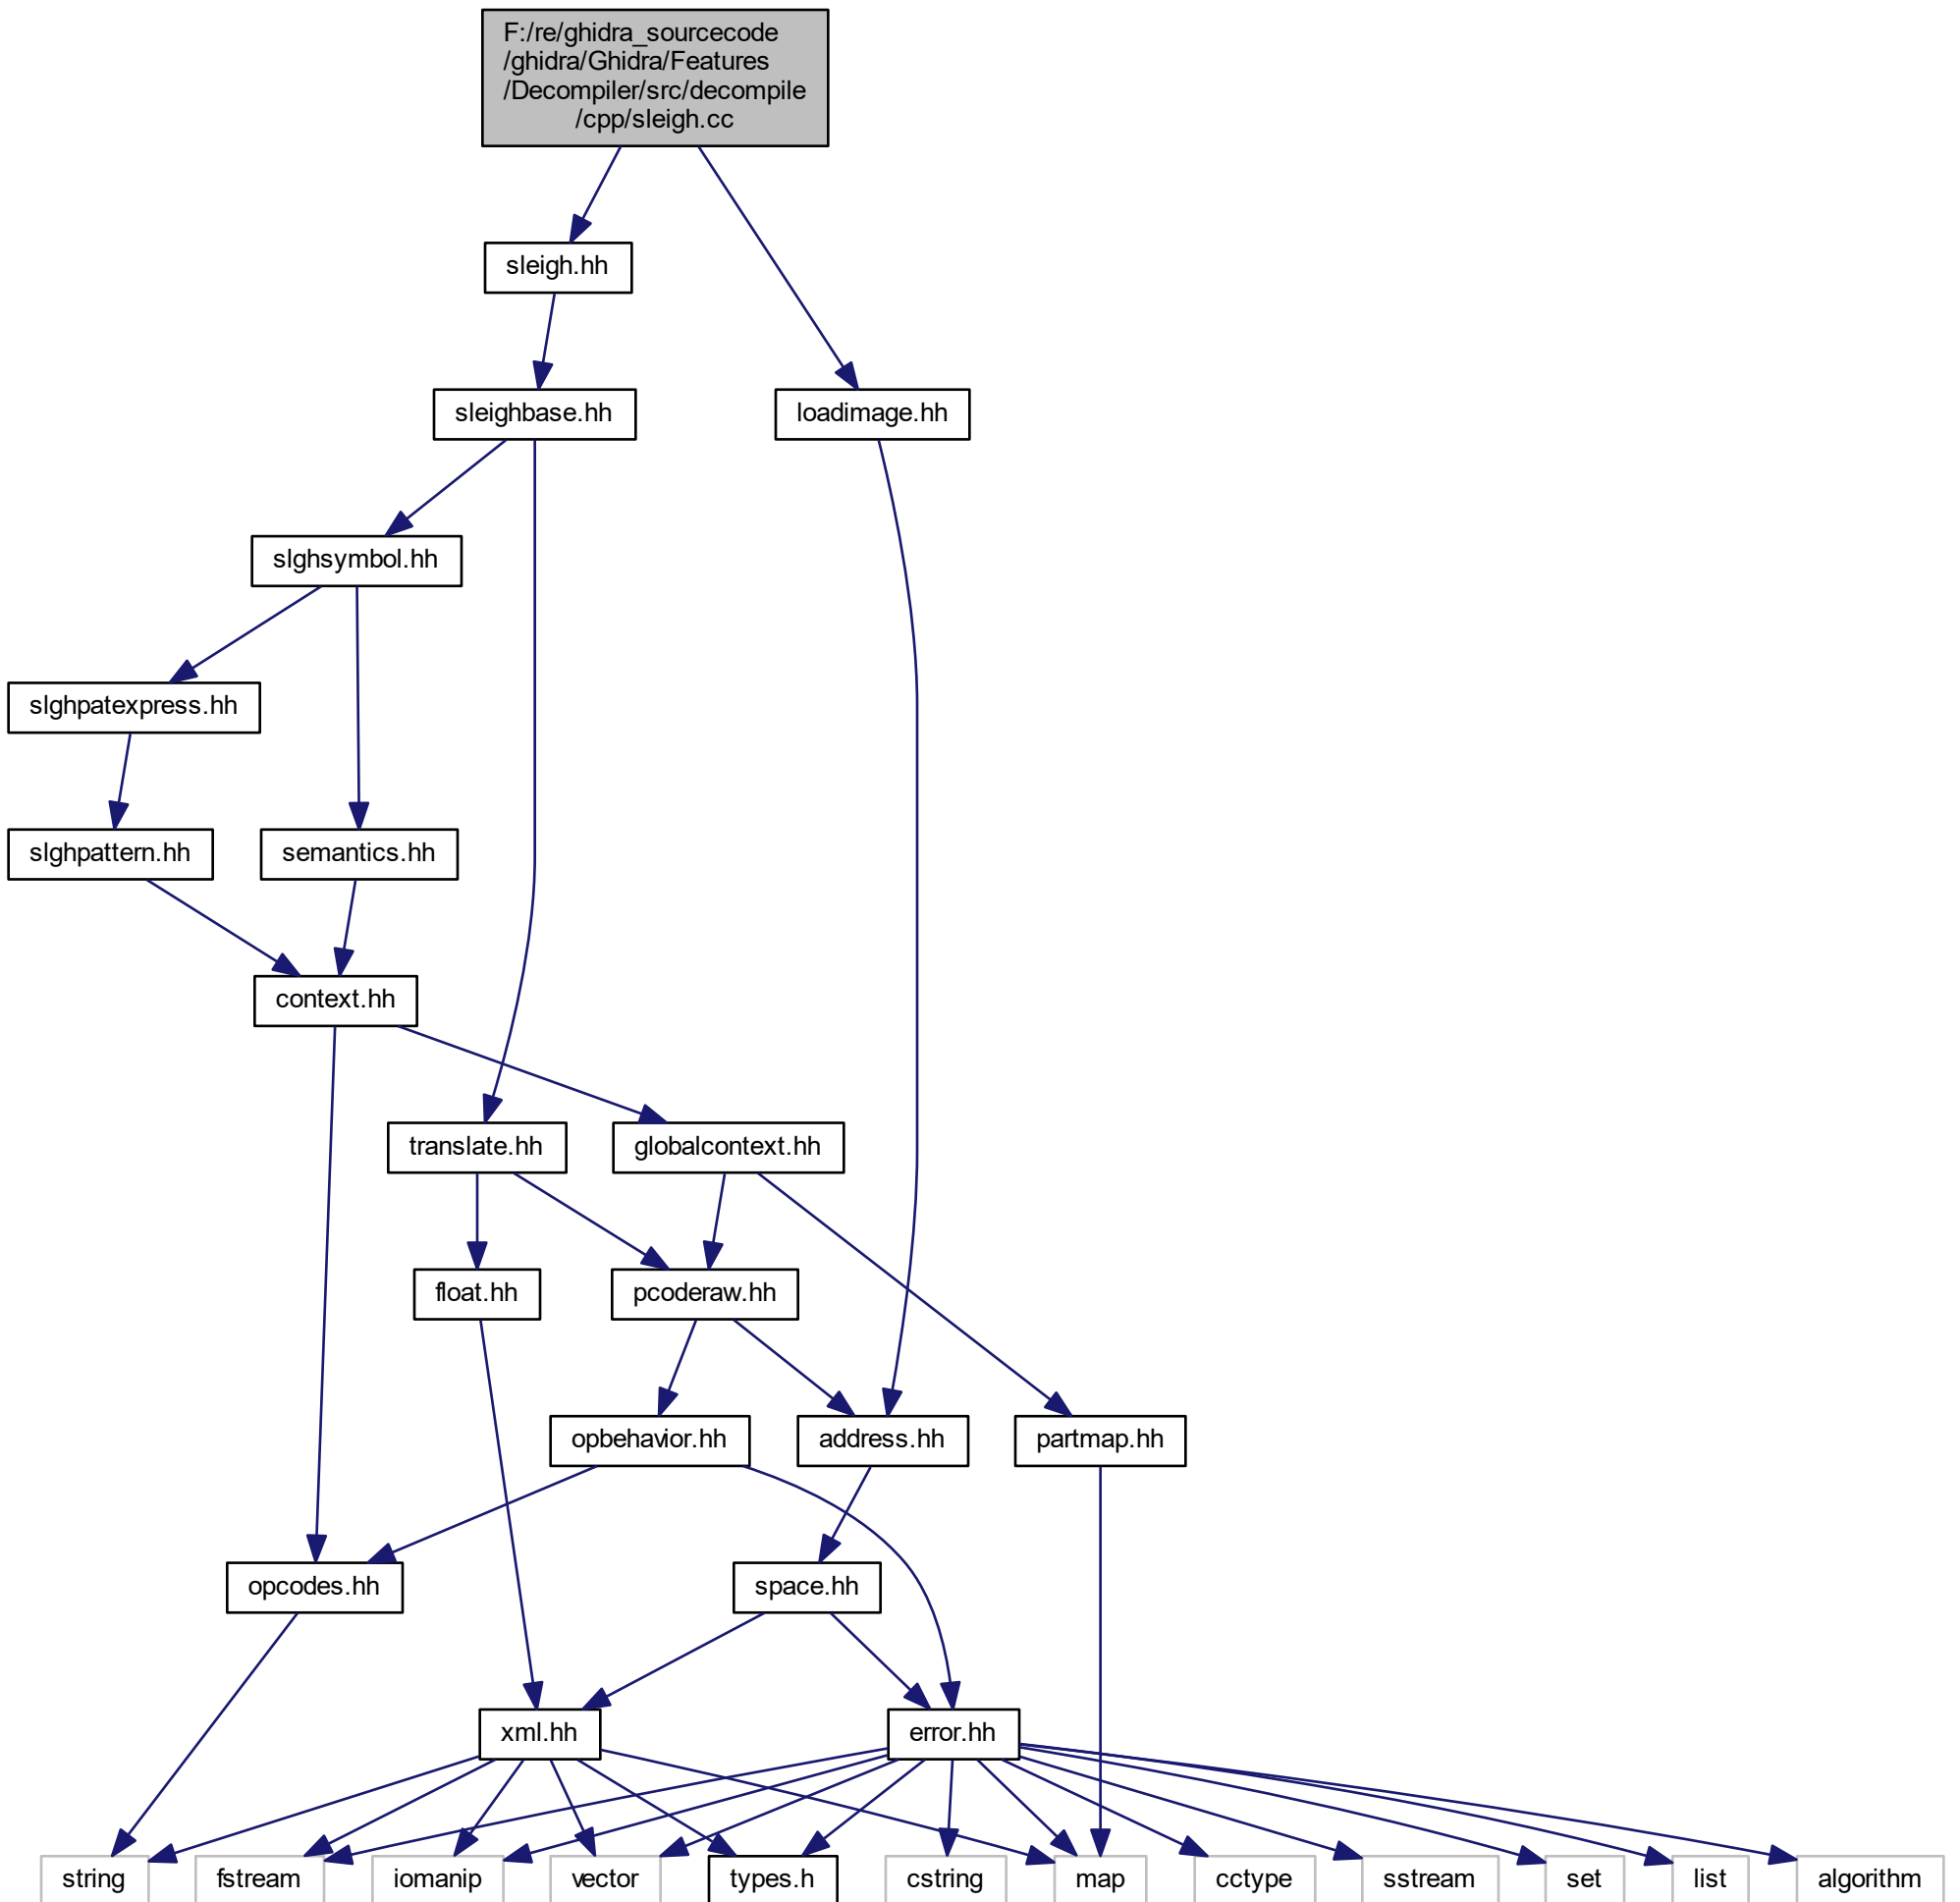 F:/re/ghidra_sourcecode
/ghidra/Ghidra/Features
/Decompiler/src/decompile
/cpp/sleigh.cc
sleigh.hh
sleighbase.hh
loadimage.hh
slghsymbol.hh
slghpatexpress.hh
slghpattern.hh
semantics.hh
context.hh
translate.hh
globalcontext.hh
float.hh
pcoderaw.hh
opbehavior.hh
address.hh
partmap.hh
opcodes.hh
space.hh
xml.hh
error.hh
string
fstream
iomanip
vector
types.h
cstring
map
cctype
sstream
set
list
algorithm